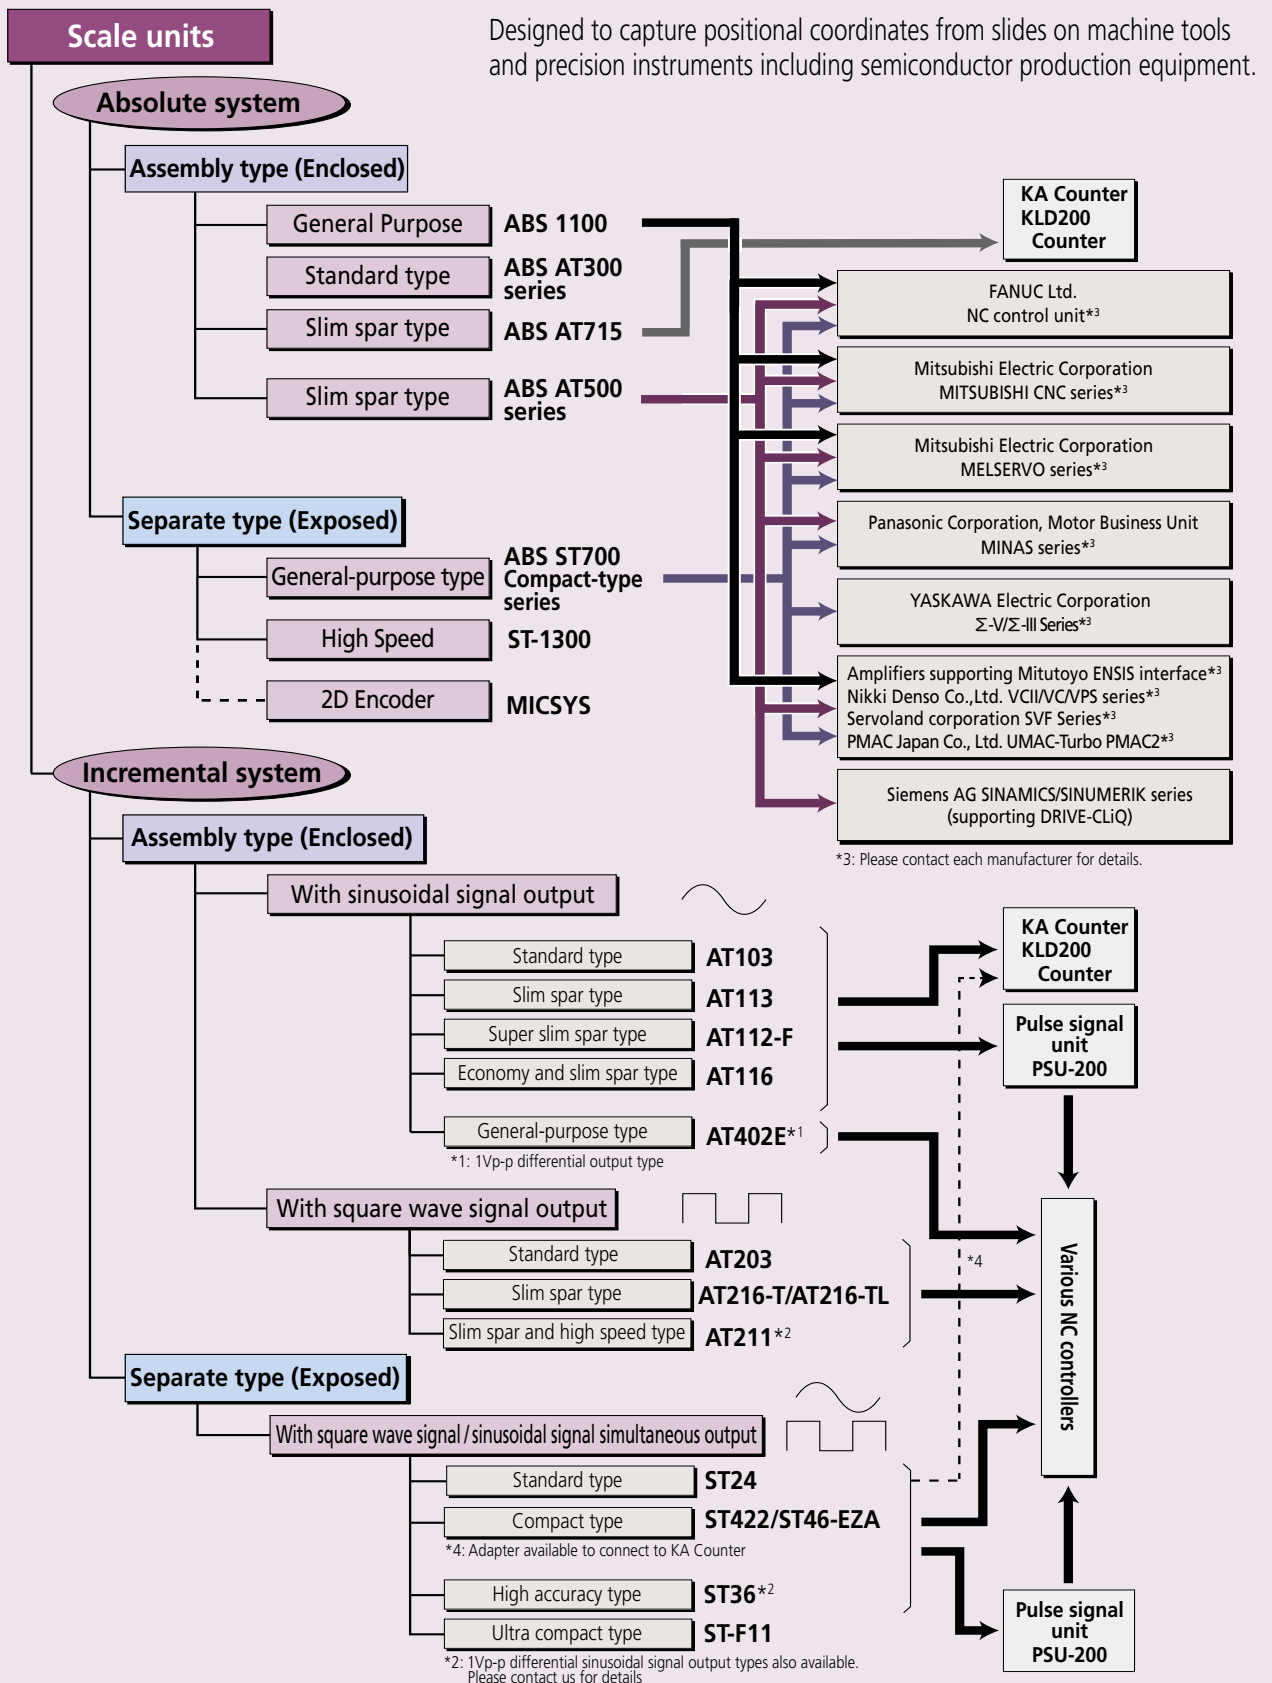 Scale units
Designed to capture positional coordinates from slides on machine tools
and precision instruments including semiconductor production equipment.
Absolute system
Assembly type (Enclosed)
General Purpose
ABS 1100
Standard type
ABS AT300
series
Slim spar type
ABS AT715
Slim spar type
ABS AT500
series
Separate type (Exposed)
General-purpose type
ABS ST700
Compact-type
series
High Speed
ST-1300
2D Encoder
MICSYS
KA Counter
KLD200
Counter
FANUC Ltd.
NC control unit*3
Mitsubishi Electric Corporation
MITSUBISHI CNC series*3
Mitsubishi Electric Corporation
MELSERVO series*3
Panasonic Corporation, Motor Business Unit
MINAS series*3
YASKAWA Electric Corporation
Σ-V/Σ-III Series*3
Amplifiers supporting Mitutoyo ENSIS interface*3
Nikki Denso Co.,Ltd. VCII/VC/VPS series*3
Servoland corporation SVF Series*3
PMAC Japan Co., Ltd. UMAC-Turbo PMAC2*3
Siemens AG SINAMICS/SINUMERIK series
(supporting DRIVE-CLiQ)
*3: Please contact each manufacturer for details.
Incremental system
Assembly type (Enclosed)
With sinusoidal signal output
Standard type
AT103
Slim spar type
AT113
Super slim spar type
AT112-F
Economy and slim spar type
AT116
General-purpose type
AT402E*1
*1: 1Vp-p differential output type
KA Counter
KLD200
Counter
Pulse signal
unit
PSU-200
With square wave signal output
Standard type
AT203
Slim spar type
AT216-T/AT216-TL
Slim spar and high speed type
AT211*2
*4
Various NC controllers
Separate type (Exposed)
With square wave signal/sinusoidal signal simultaneous output
Standard type
ST24
Compact type
ST422/ST46-EZA
*4: Adapter available to connect to KA Counter
High accuracy type
ST36*2
Ultra compact type
ST-F11
*2: 1Vp-p differential sinusoidal signal output types also available.
Please contact us for details
Pulse signal
unit
PSU-200